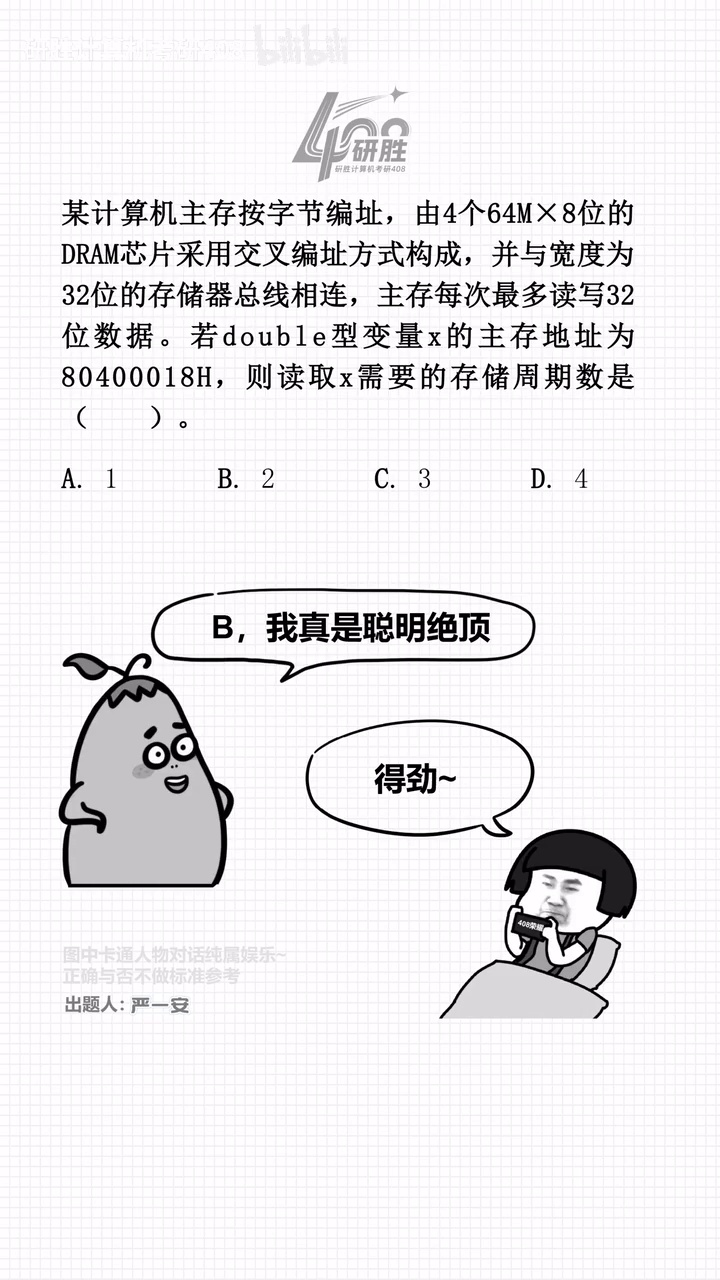 bilibili
408
研胜
研胜计算机考研408
某计算机主存按字节编址，由4个64M×8位的
DRAM芯片采用交叉编址方式构成，并与宽度为
32位的存储器总线相连，主存每次最多读写32
位数据。若double型变量x的主存地址为
80400018H，则读取x需要的存储周期数是
（　　）。
A. 1 B. 2 C. 3 D. 4
B，我真是聪明绝顶
得劲~
408荣耀
图中卡通人物对话纯属娱乐~
正确与否不做标准参考
出题人：严一安